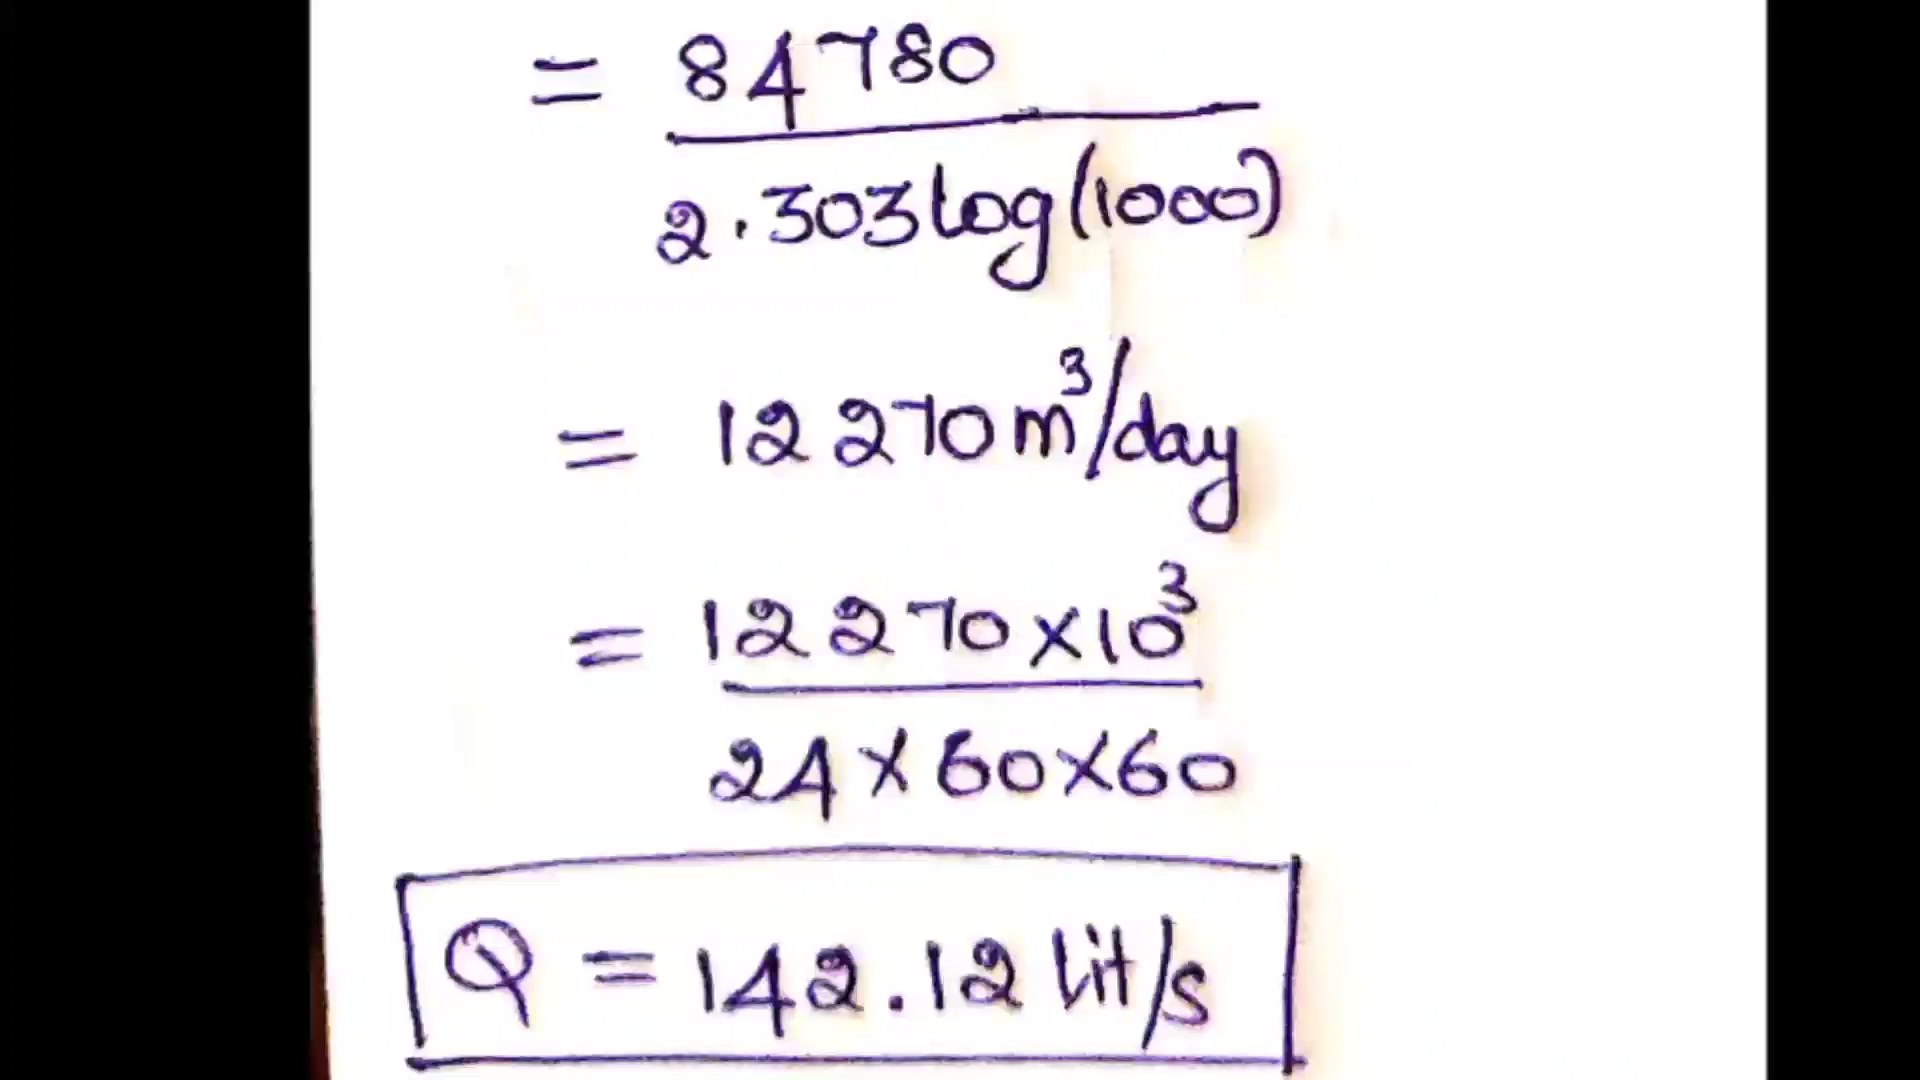 = 84780
2.303 log(1000)
= 12270 m³/day
= 12270 × 10³
24 × 60 × 60
Q = 142.12 lit/s